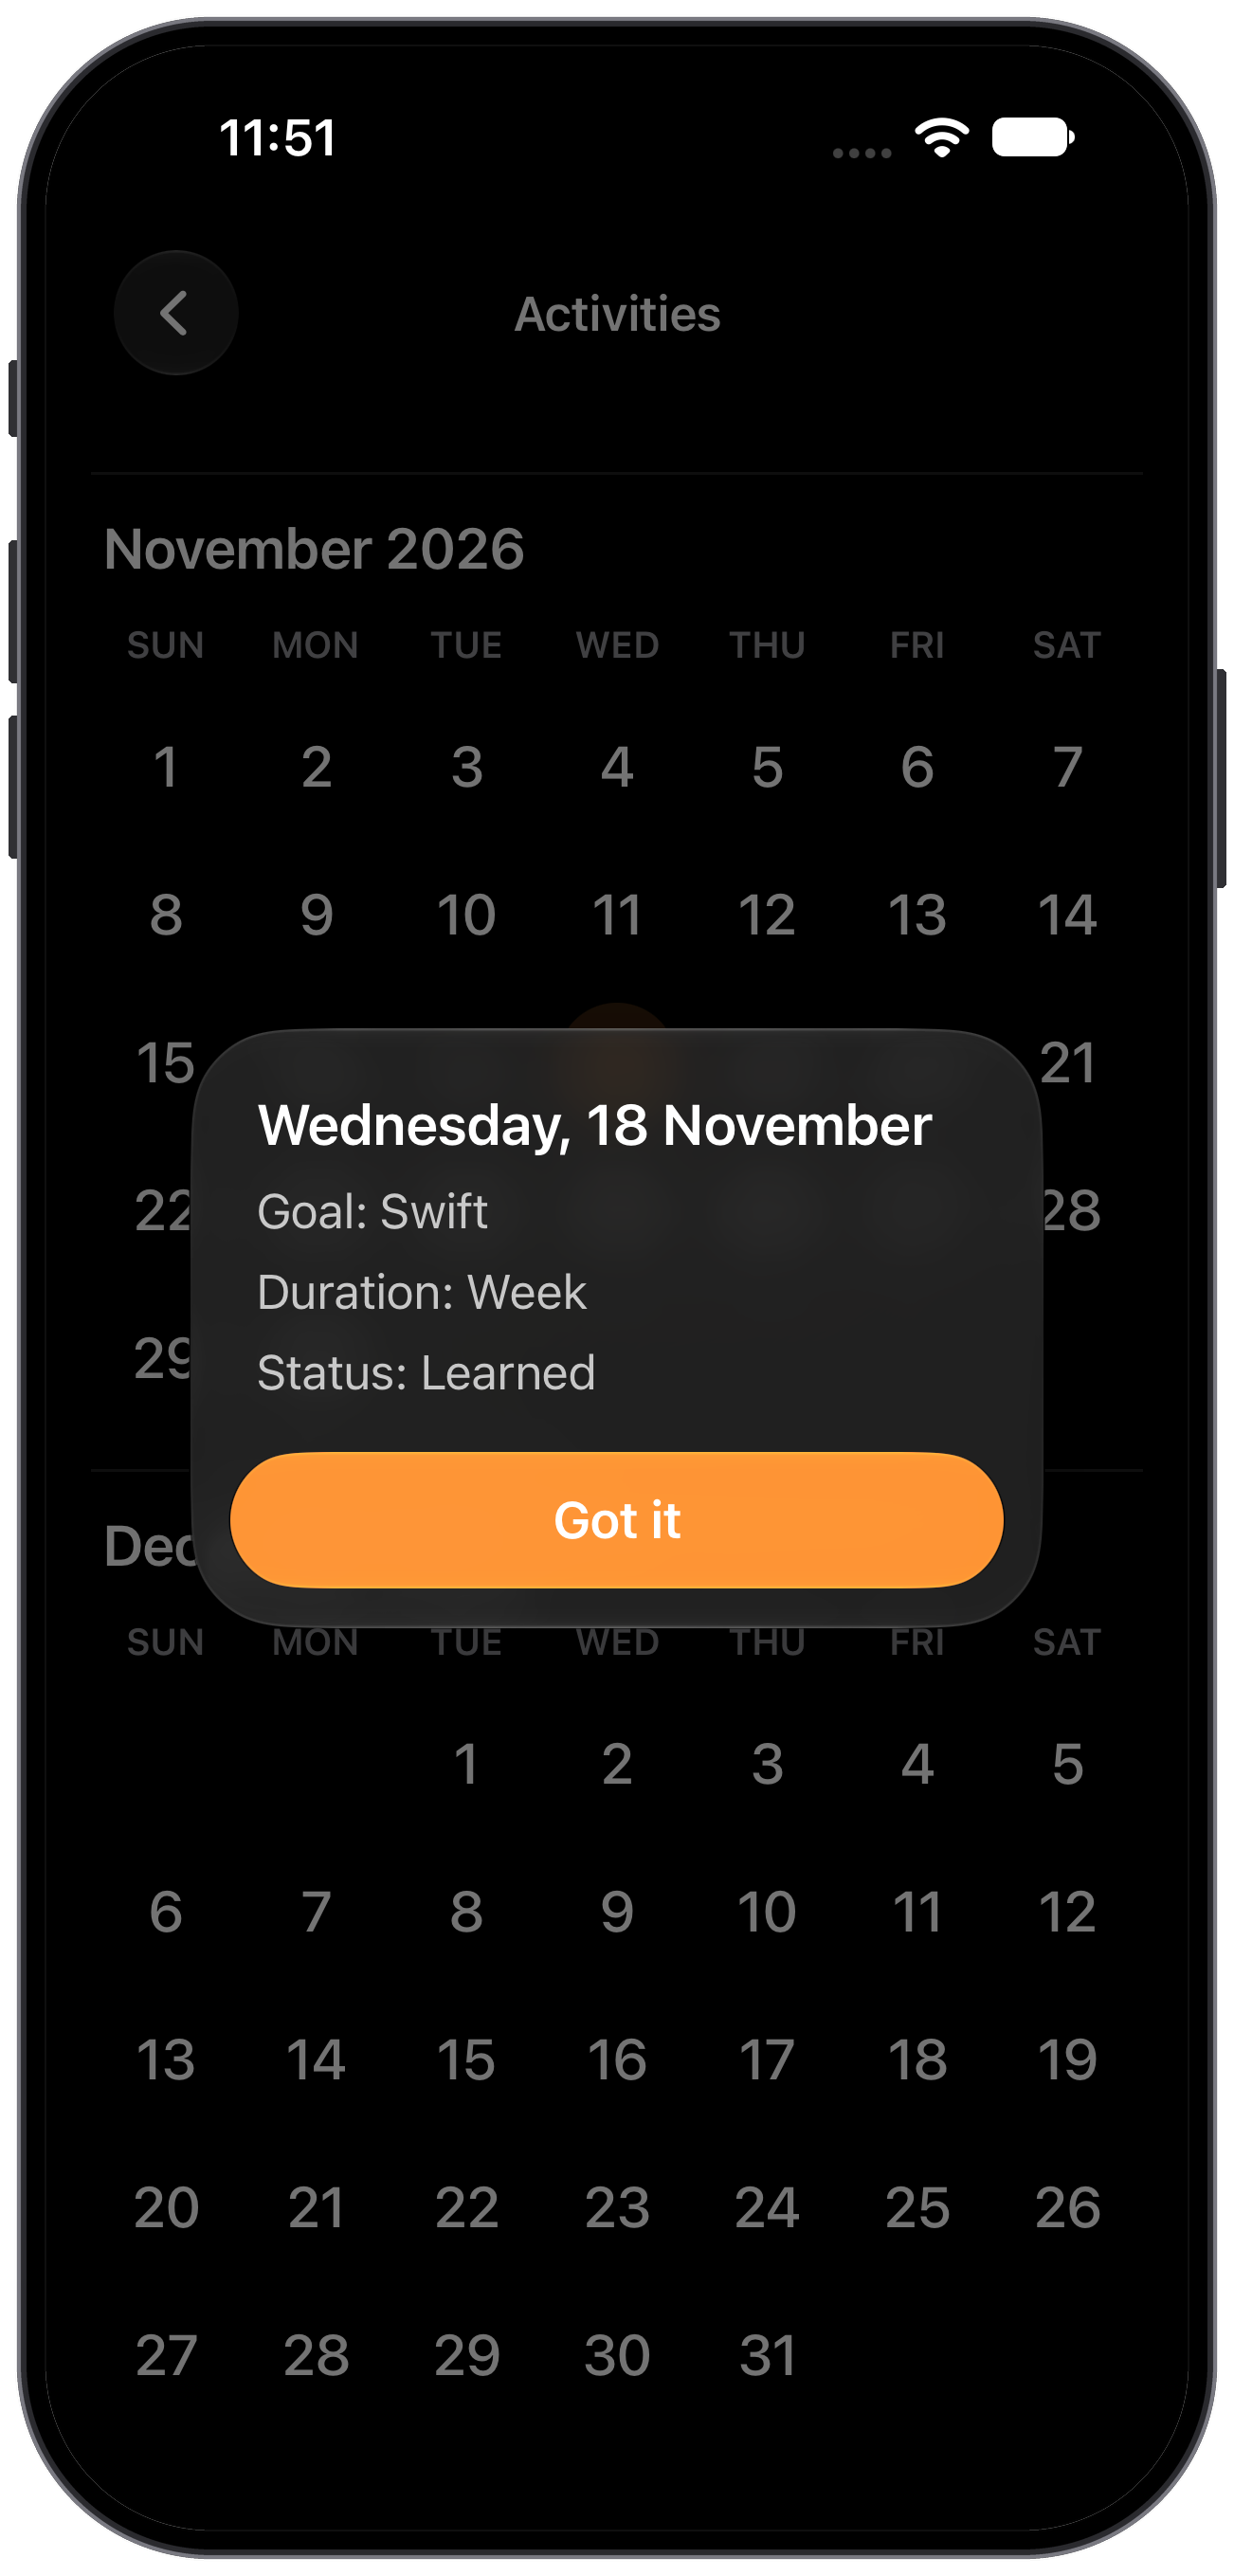 11:51
Activities
November 2026
SUN MON TUE WED THU FRI SAT
1 2 3 4 5 6 7
8 9 10 11 12 13 14
15 21
Wednesday, 18 November
22 28
Goal: Swift
Duration: Week
29
Status: Learned
Got it
SUN MON TUE WED THU FRI SAT
1 2 3 4 5
6 7 8 9 10 11 12
13 14 15 16 17 18 19
20 21 22 23 24 25 26
27 28 29 30 31